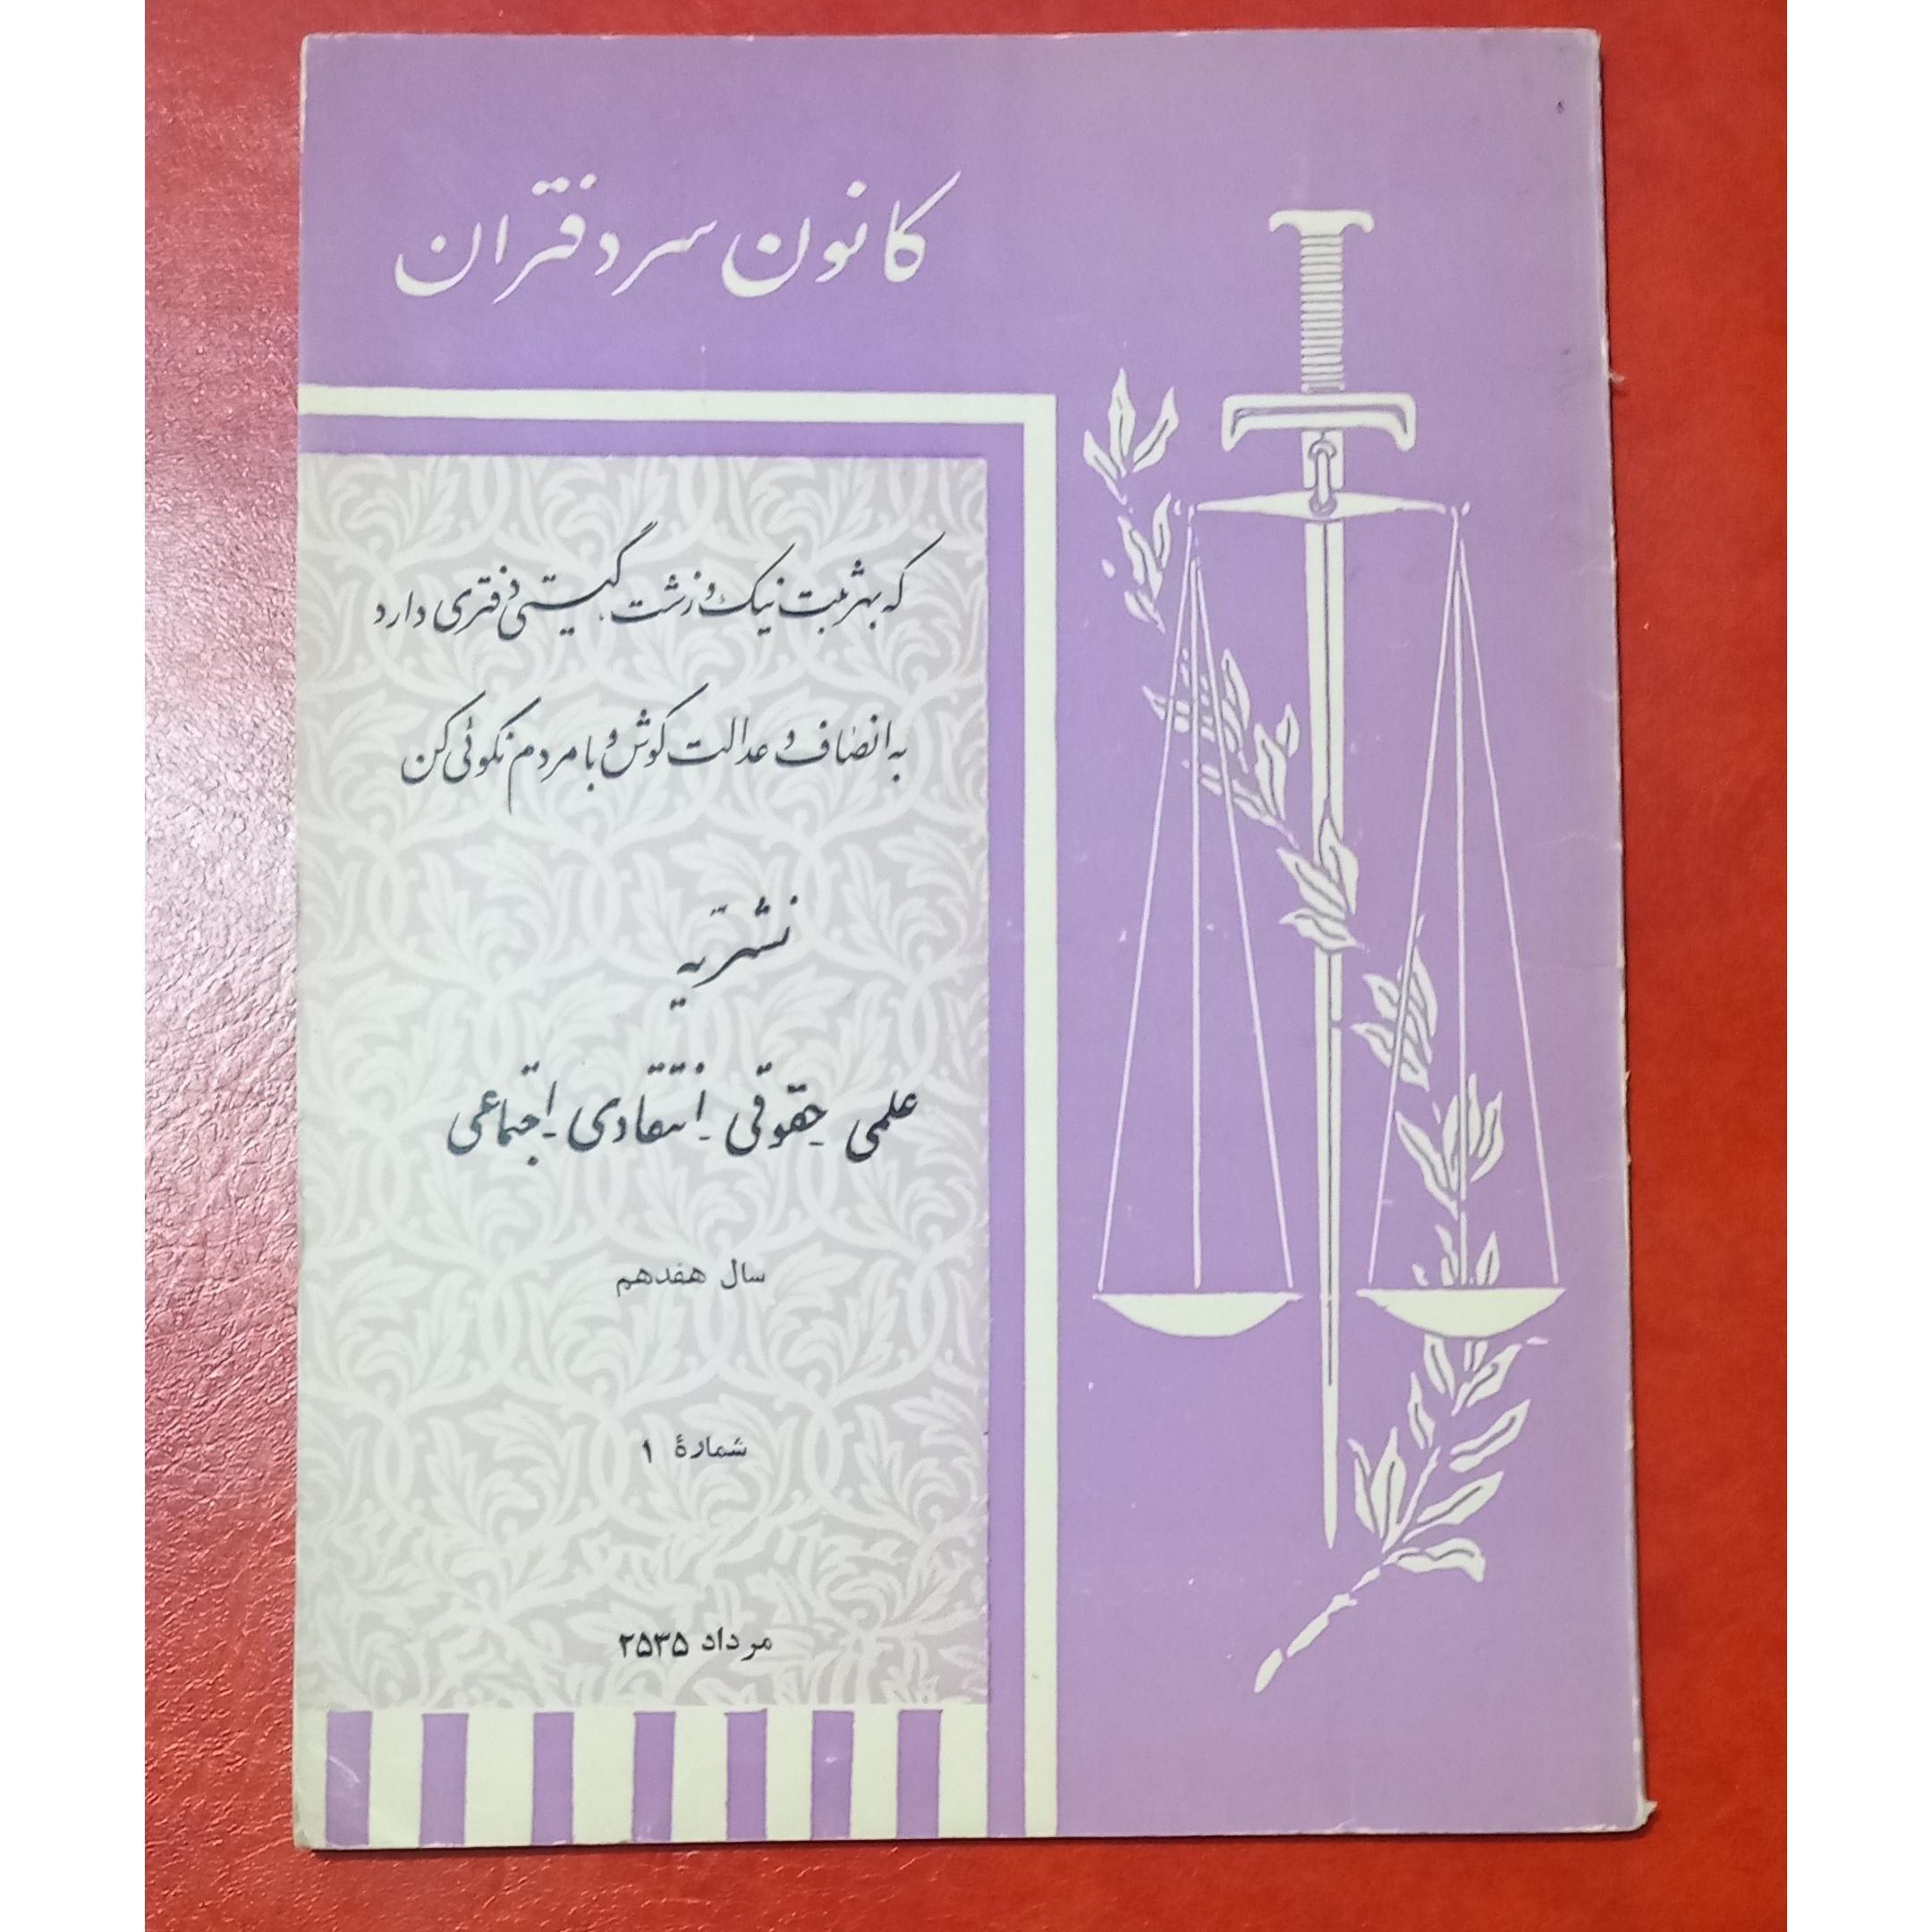 کانون سردفتران
که بهر ثبت نیک و زشت، گیتی دفتری دارد
به انصاف و عدالت کوش و با مردم نکوئی کن
نشریه
علمی - حقوقی - انتقادی - اجتماعی
سال هفدهم
شمارهٔ ۱
مرداد ۲۵۳۵